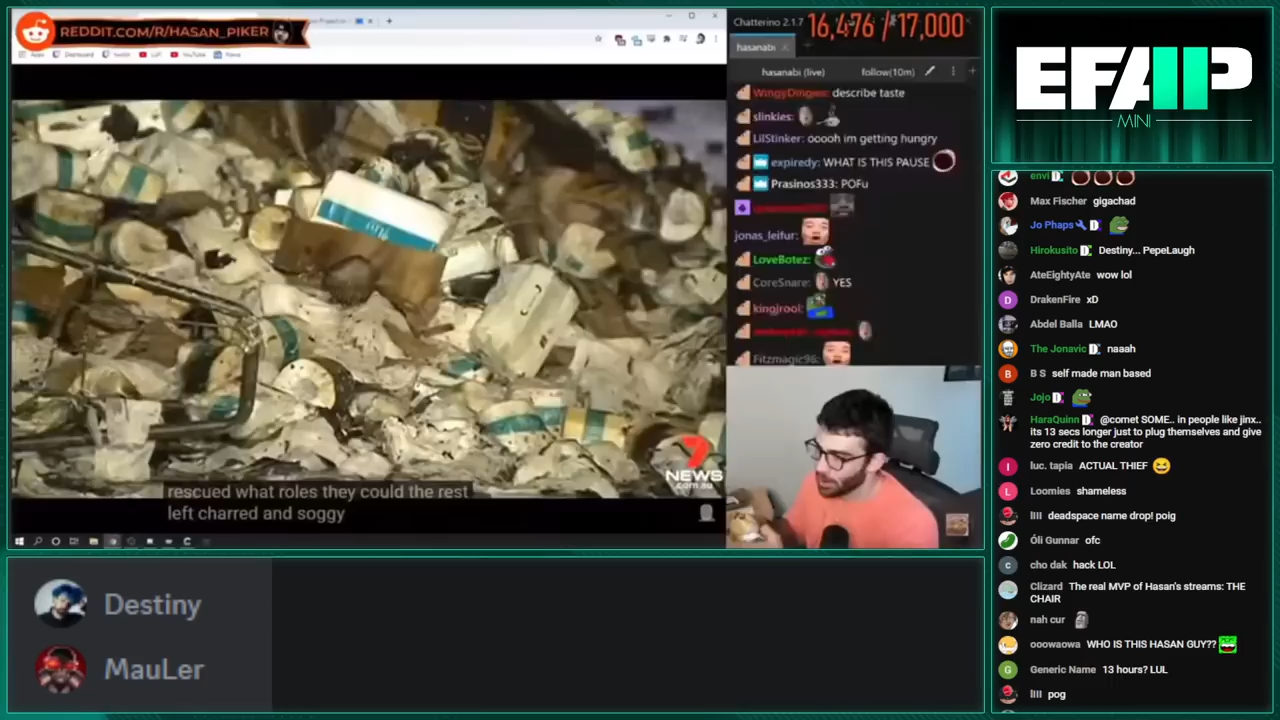 REDDIT.COM/R/HASAN_PIKER
Chatterino 2.1.7
16,476 / 17,000
hasanabi
hasanabi (live)
follow(10m)
WingyDingws: describe taste
slinkies:
LilStinker: ooooh im getting hungry
expiredy: WHAT IS THIS PAUSE
Prasinos333: POFu
jonas_leifur:
LoveBotez:
CoreSnare: YES
kingjrool:
Fitzmagic96:
7
NEWS
com.au
rescued what roles they could the rest
left charred and soggy
EFAP
MINI
envi
Max Fischer gigachad
Jo Phaps
Hirokusito Destiny... PepeLaugh
AteEightyAte wow lol
DrakenFire xD
Abdel Balla LMAO
The Jonavic naaah
B S self made man based
Jojo
HaraQuinn @comet SOME.. in people like jinx..
its 13 secs longer just to plug themselves and give
zero credit to the creator
luc. tapia ACTUAL THIEF
Loomies shameless
lIII deadspace name drop! poig
Óli Gunnar ofc
cho dak hack LOL
Clizard The real MVP of Hasan's streams: THE
CHAIR
nah cur
ooowaowa WHO IS THIS HASAN GUY??
Generic Name 13 hours? LUL
lIII pog
Destiny
MauLer